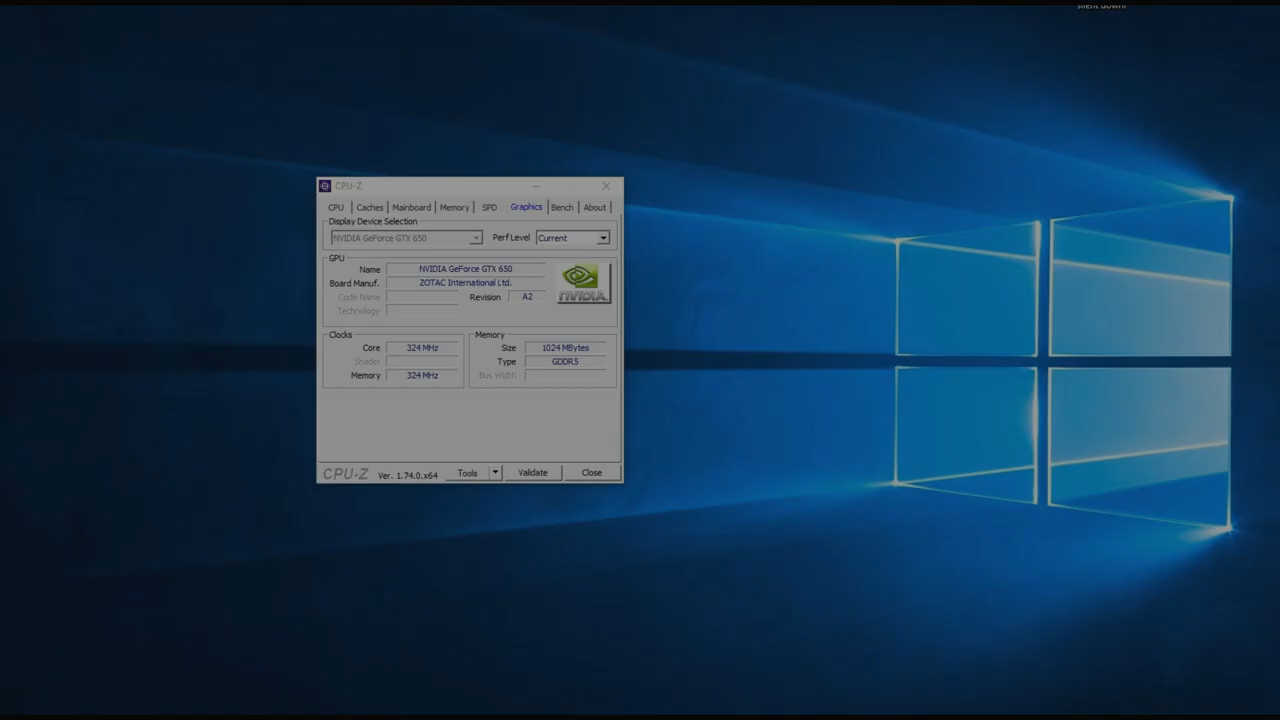 silent dawn!
CPU-Z
CPU Caches Mainboard Memory SPD Graphics Bench About
Display Device Selection
NVIDIA GeForce GTX 650 Perf Level Current
GPU
Name NVIDIA GeForce GTX 650
Board Manuf. ZOTAC International Ltd.
Code Name Revision A2
Technology
NVIDIA.
Clocks
Core 324 MHz
Shader
Memory 324 MHz
Memory
Size 1024 MBytes
Type GDDR5
Bus Width
CPU-Z Ver. 1.74.0.x64 Tools Validate Close